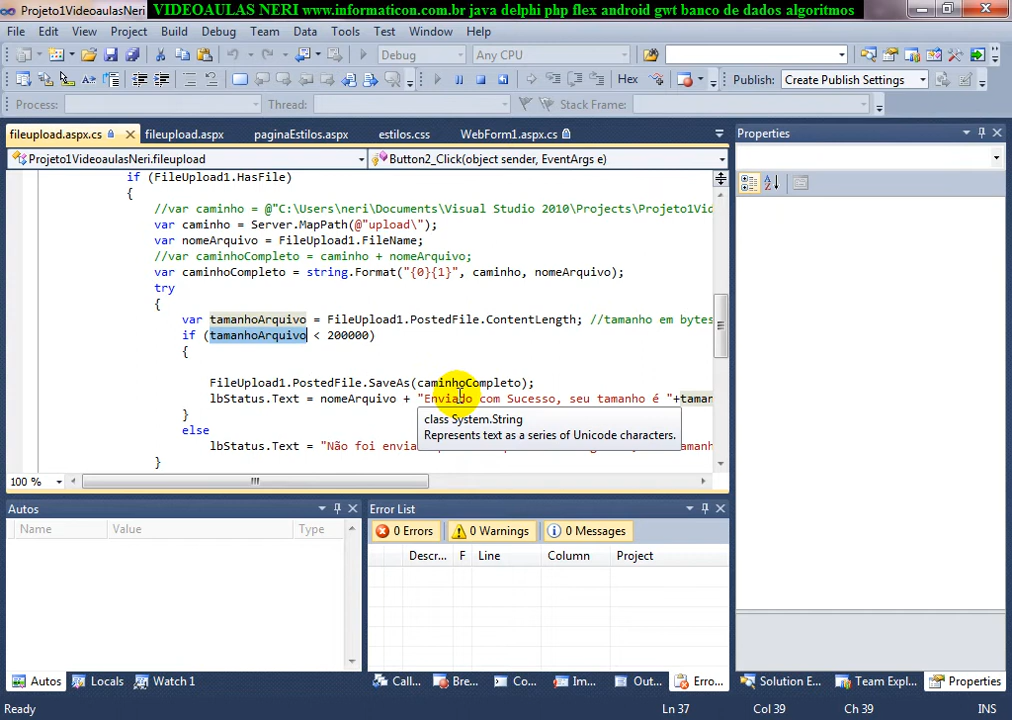 Projeto1VideoaulasNeri
VIDEOAULAS NERI www.informaticon.com.br java delphi php flex android gwt banco de dados algoritmos
File Edit View Project Build Debug Team Data Tools Test Window Help
Debug Any CPU
Hex Publish: Create Publish Settings
Process: Thread: Stack Frame:
fileupload.aspx.cs fileupload.aspx paginaEstilos.aspx estilos.css WebForm1.aspx.cs Properties
Projeto1VideoaulasNeri.fileupload Button2_Click(object sender, EventArgs e)
if (FileUpload1.HasFile)
{
//var caminho = @"C:\Users\neri\Documents\Visual Studio 2010\Projects\Projeto1Vid
var caminho = Server.MapPath(@"upload\");
var nomeArquivo = FileUpload1.FileName;
//var caminhoCompleto = caminho + nomeArquivo;
var caminhoCompleto = string.Format("{0}{1}", caminho, nomeArquivo);
try
{
var tamanhoArquivo = FileUpload1.PostedFile.ContentLength; //tamanho em bytes
if (tamanhoArquivo < 200000)
{
FileUpload1.PostedFile.SaveAs(caminhoCompleto);
lbStatus.Text = nomeArquivo + "Enviado com Sucesso, seu tamanho é "+taman
class System.String
Represents text as a series of Unicode characters.
}
else
lbStatus.Text = "Não foi envia
}
100 %
Autos
Name Value Type
Error List
0 Errors 0 Warnings 0 Messages
Descr... F Line Column Project
Autos Locals Watch 1 Call... Bre... Co... Im... Out... Erro... Solution E... Team Expl... Properties
Ready Ln 37 Col 39 Ch 39 INS